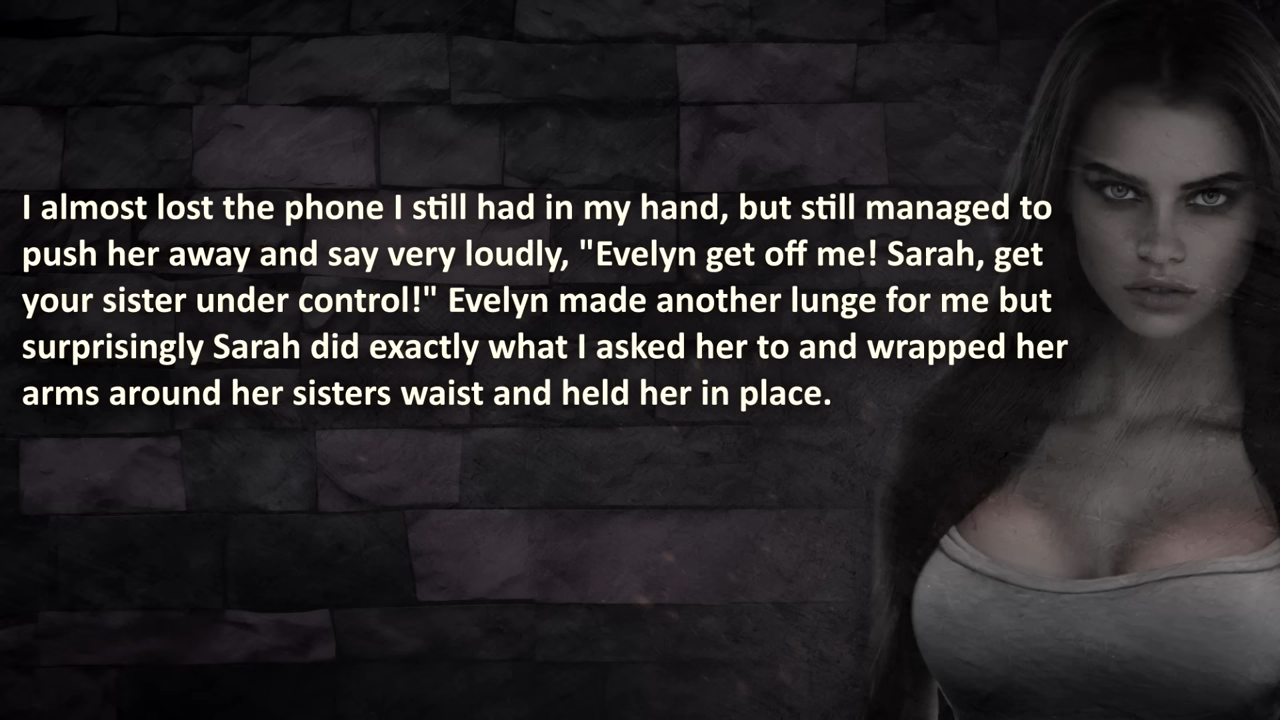 I almost lost the phone I still had in my hand, but still managed to
push her away and say very loudly, "Evelyn get off me! Sarah, get
your sister under control!" Evelyn made another lunge for me but
surprisingly Sarah did exactly what I asked her to and wrapped her
arms around her sisters waist and held her in place.